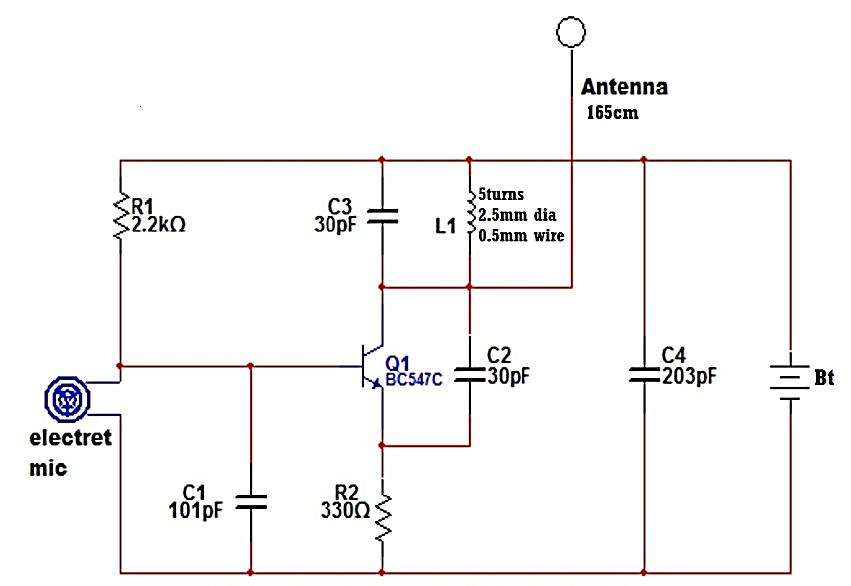 Antenna
165cm
R1
2.2kΩ
C3
30pF
L1
5turns
2.5mm dia
0.5mm wire
Q1
BC547C
C2
30pF
C4
203pF
Bt
electret
mic
C1
101pF
R2
330Ω